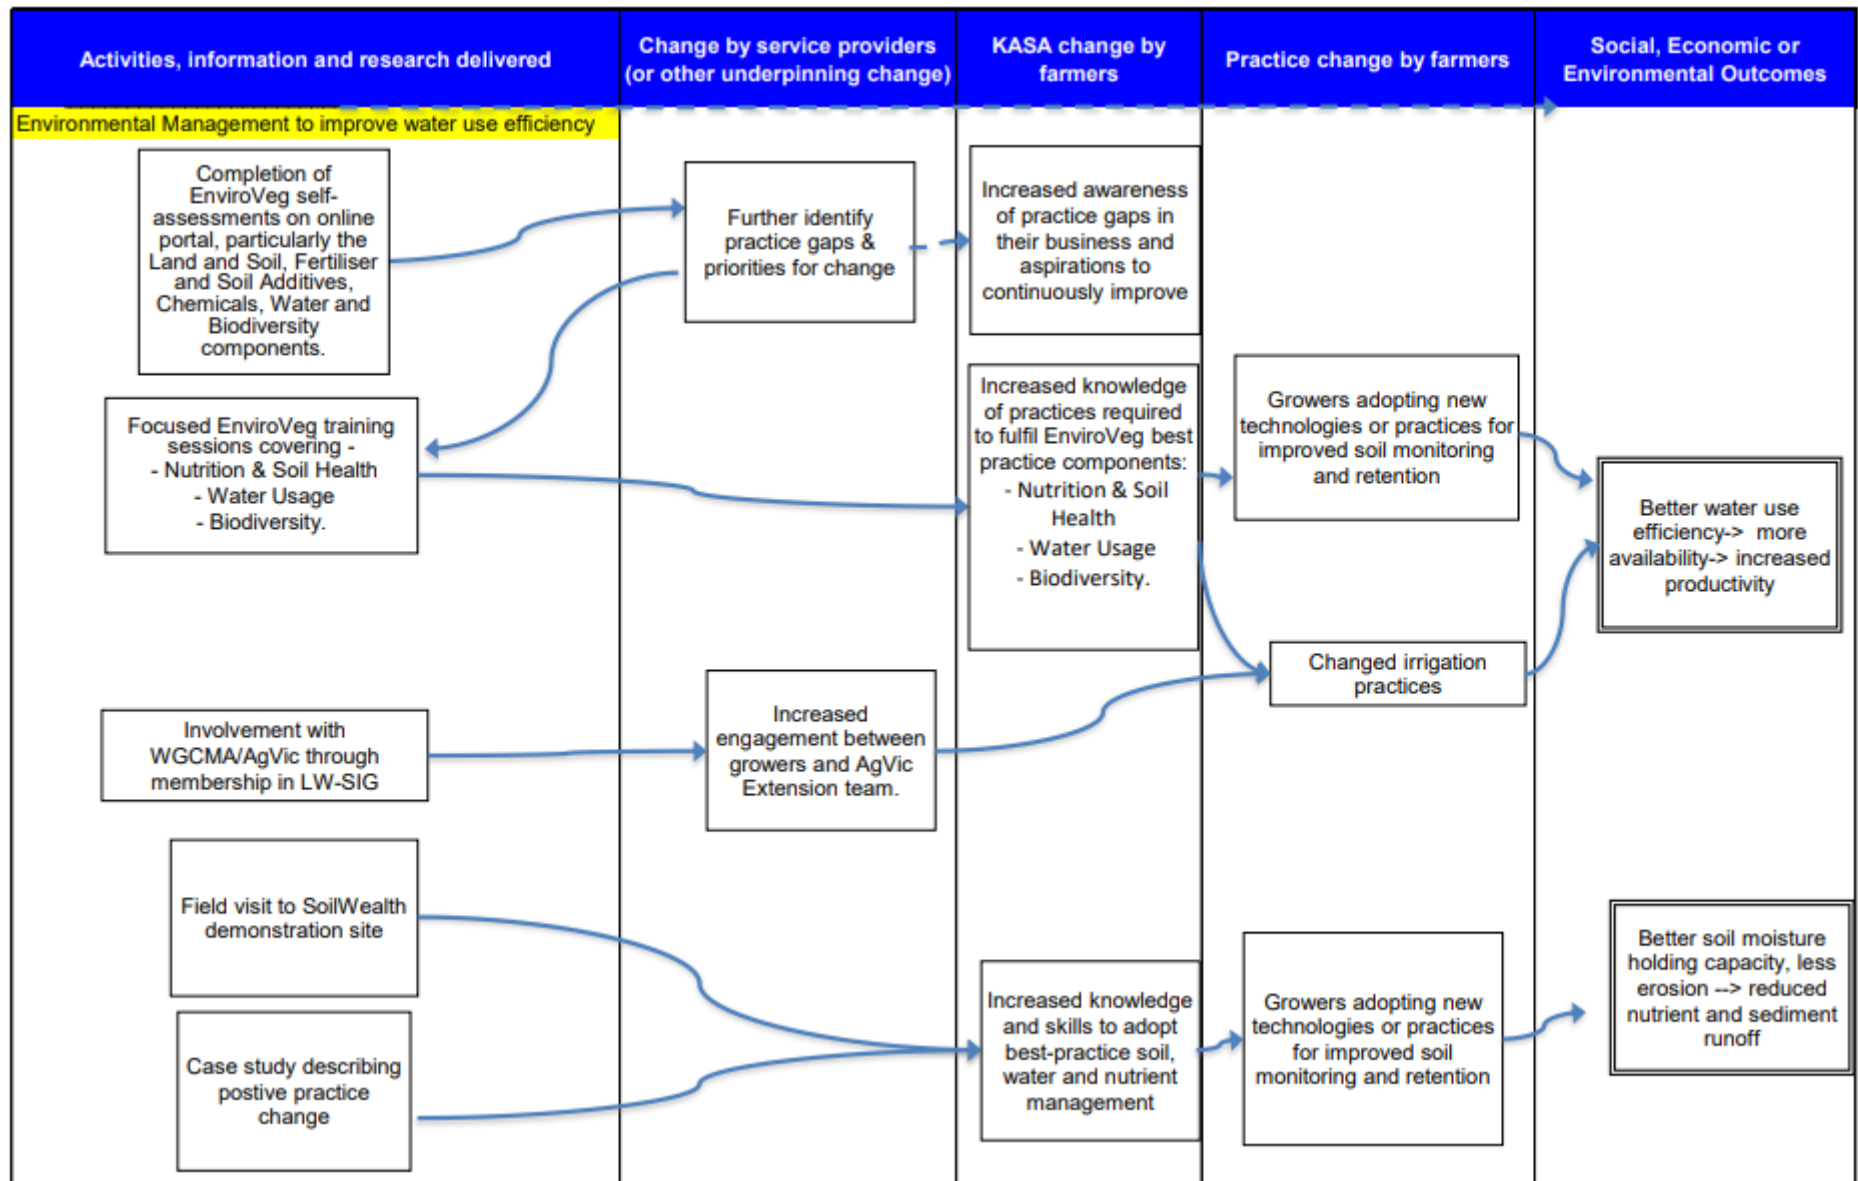 Activities, information and research delivered
Change by service providers
(or other underpinning change)
KASA change by
farmers
Practice change by farmers
Social, Economic or
Environmental Outcomes
Environmental Management to improve water use efficiency
Completion of
EnviroVeg self-
assessments on online
portal, particularly the
Land and Soil, Fertiliser
and Soil Additives,
Chemicals, Water and
Biodiversity
components.
Further identify
practice gaps &
priorities for change
Increased awareness
of practice gaps in
their business and
aspirations to
continuously improve
Focused EnviroVeg training
sessions covering -
- Nutrition & Soil Health
- Water Usage
- Biodiversity.
Increased knowledge
of practices required
to fulfil EnviroVeg best
practice components:
- Nutrition & Soil
Health
- Water Usage
- Biodiversity.
Growers adopting new
technologies or practices for
improved soil monitoring
and retention
Better water use
efficiency-> more
availability-> increased
productivity
Changed irrigation
practices
Involvement with
WGCMA/AgVic through
membership in LW-SIG
Increased
engagement between
growers and AgVic
Extension team.
Field visit to SoilWealth
demonstration site
Case study describing
postive practice
change
Increased knowledge
and skills to adopt
best-practice soil,
water and nutrient
management
Growers adopting new
technologies or practices
for improved soil
monitoring and retention
Better soil moisture
holding capacity, less
erosion --> reduced
nutrient and sediment
runoff